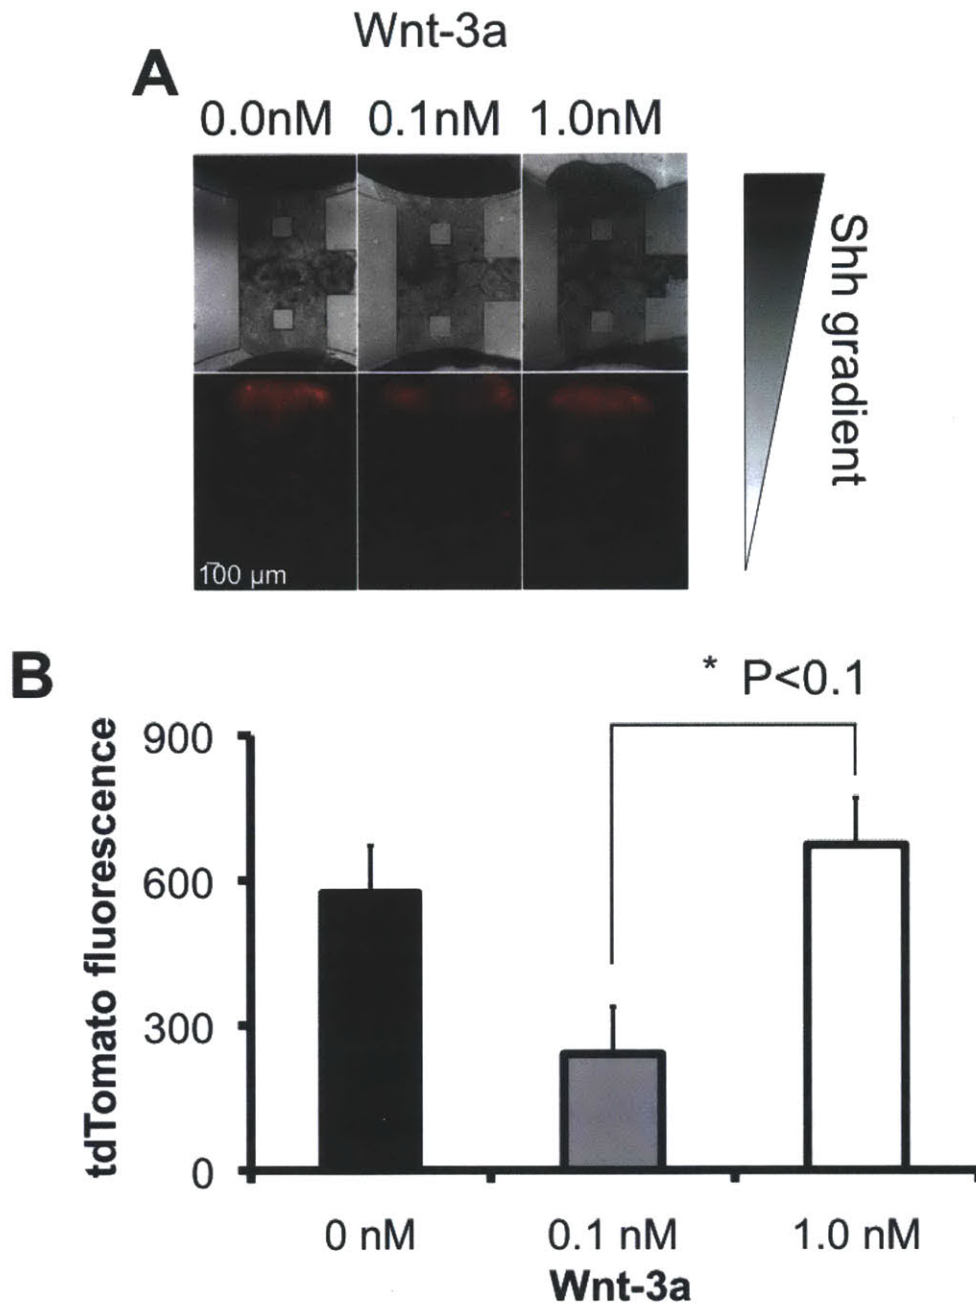 Wnt-3a
A
0.0nM 0.1nM 1.0nM
Shh gradient
100 µm
B
* P<0.1
tdTomato fluorescence
900
600
300
0
0 nM 0.1 nM 1.0 nM
Wnt-3a